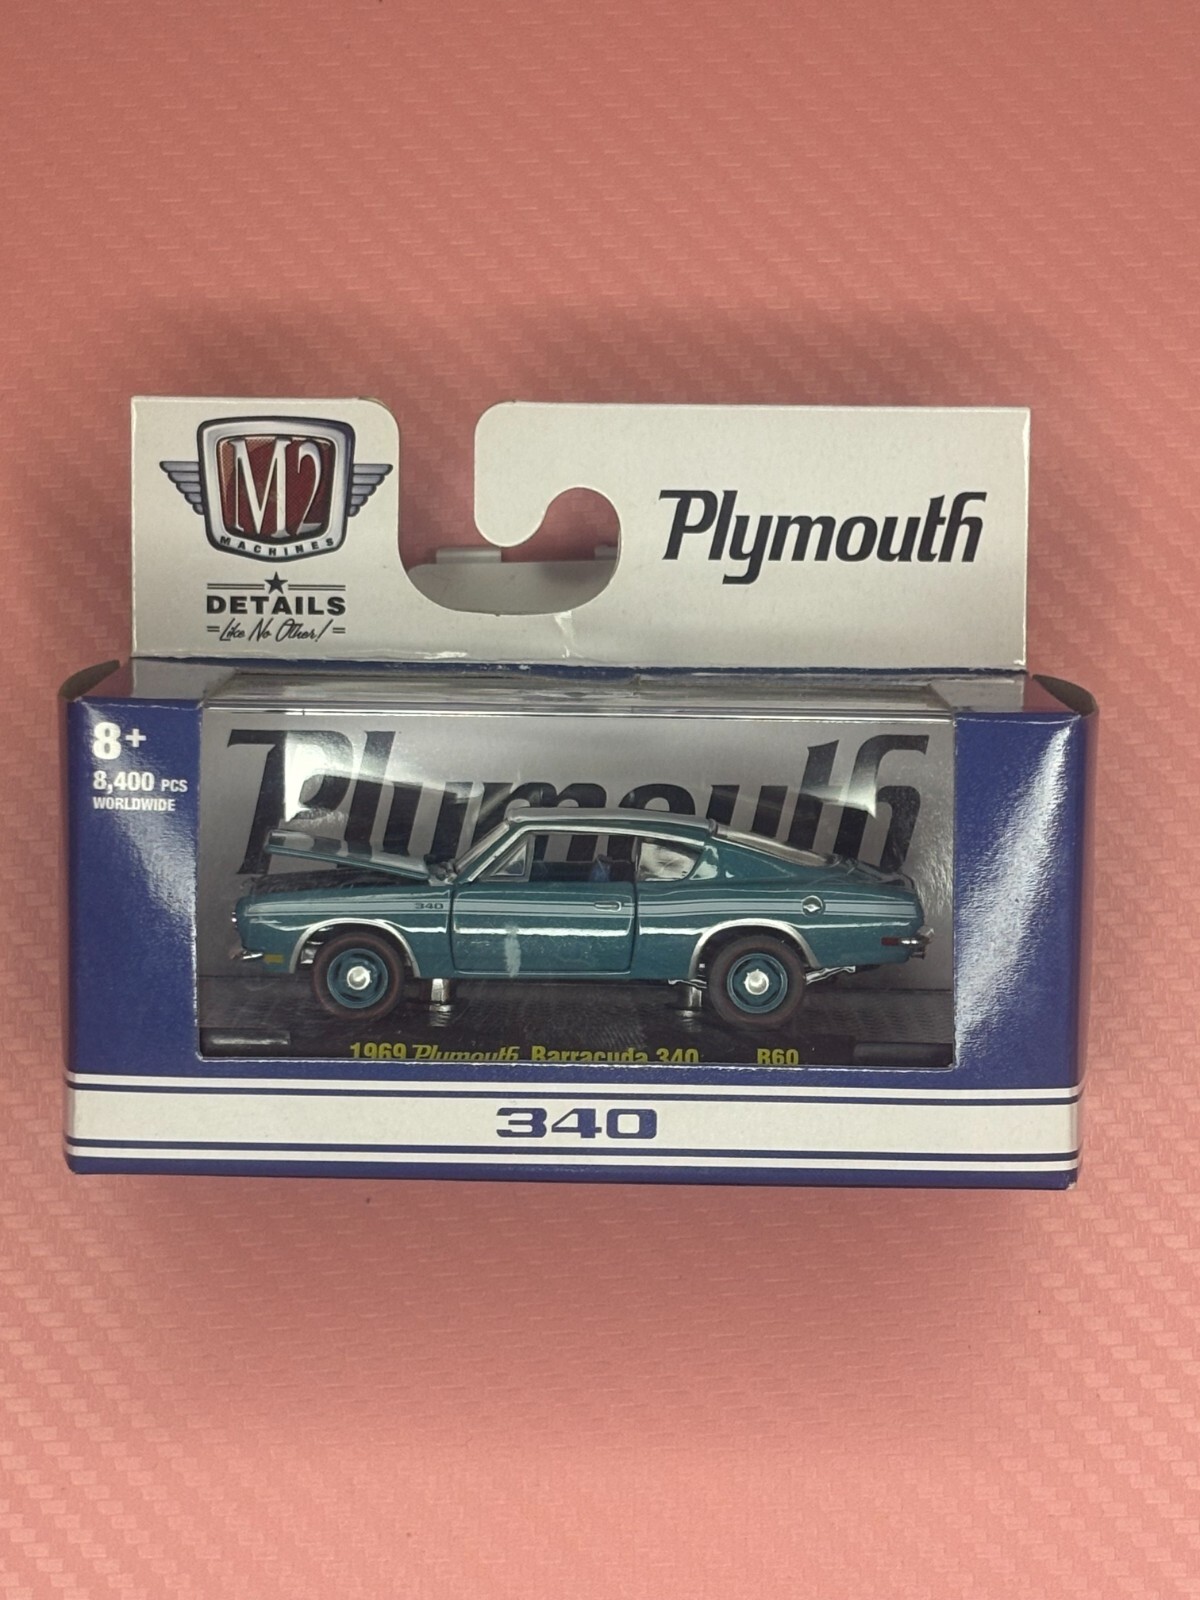 M2
MACHINES
DETAILS
Like No Other!
Plymouth
8+
8,400 PCS
WORLDWIDE
Plymouth
340
1969 Plymouth Barracuda 340 R60
340